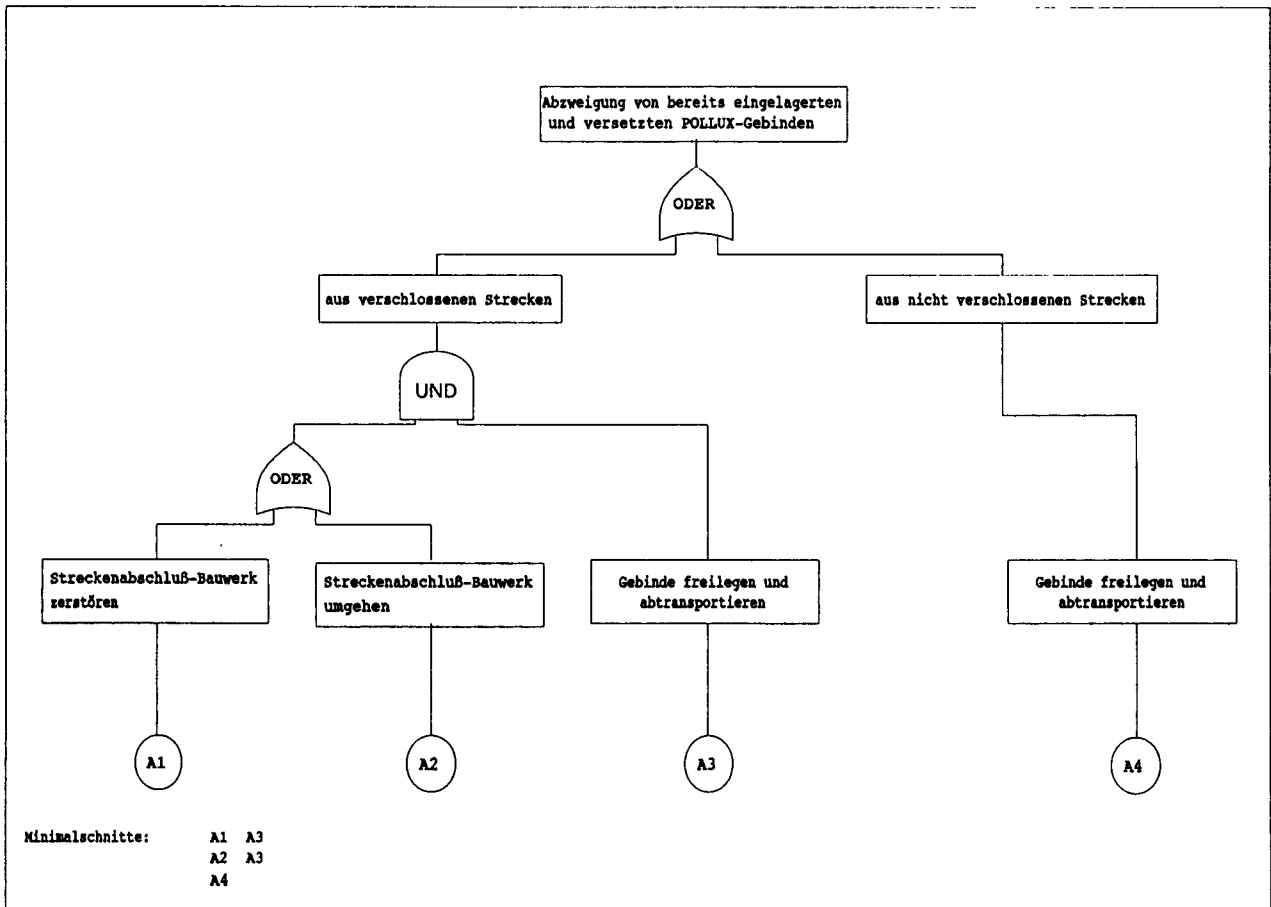 Abzweigung von bereits eingelagerten
und versetzten POLLUX-Gebinden
ODER
aus verschlossenen Strecken
aus nicht verschlossenen Strecken
UND
ODER
Streckenabschluß-Bauwerk
zerstören
Streckenabschluß-Bauwerk
umgehen
Gebinde freilegen und
abtransportieren
Gebinde freilegen und
abtransportieren
A1
A2
A3
A4
Minimalschnitte: A1 A3
A2 A3
A4